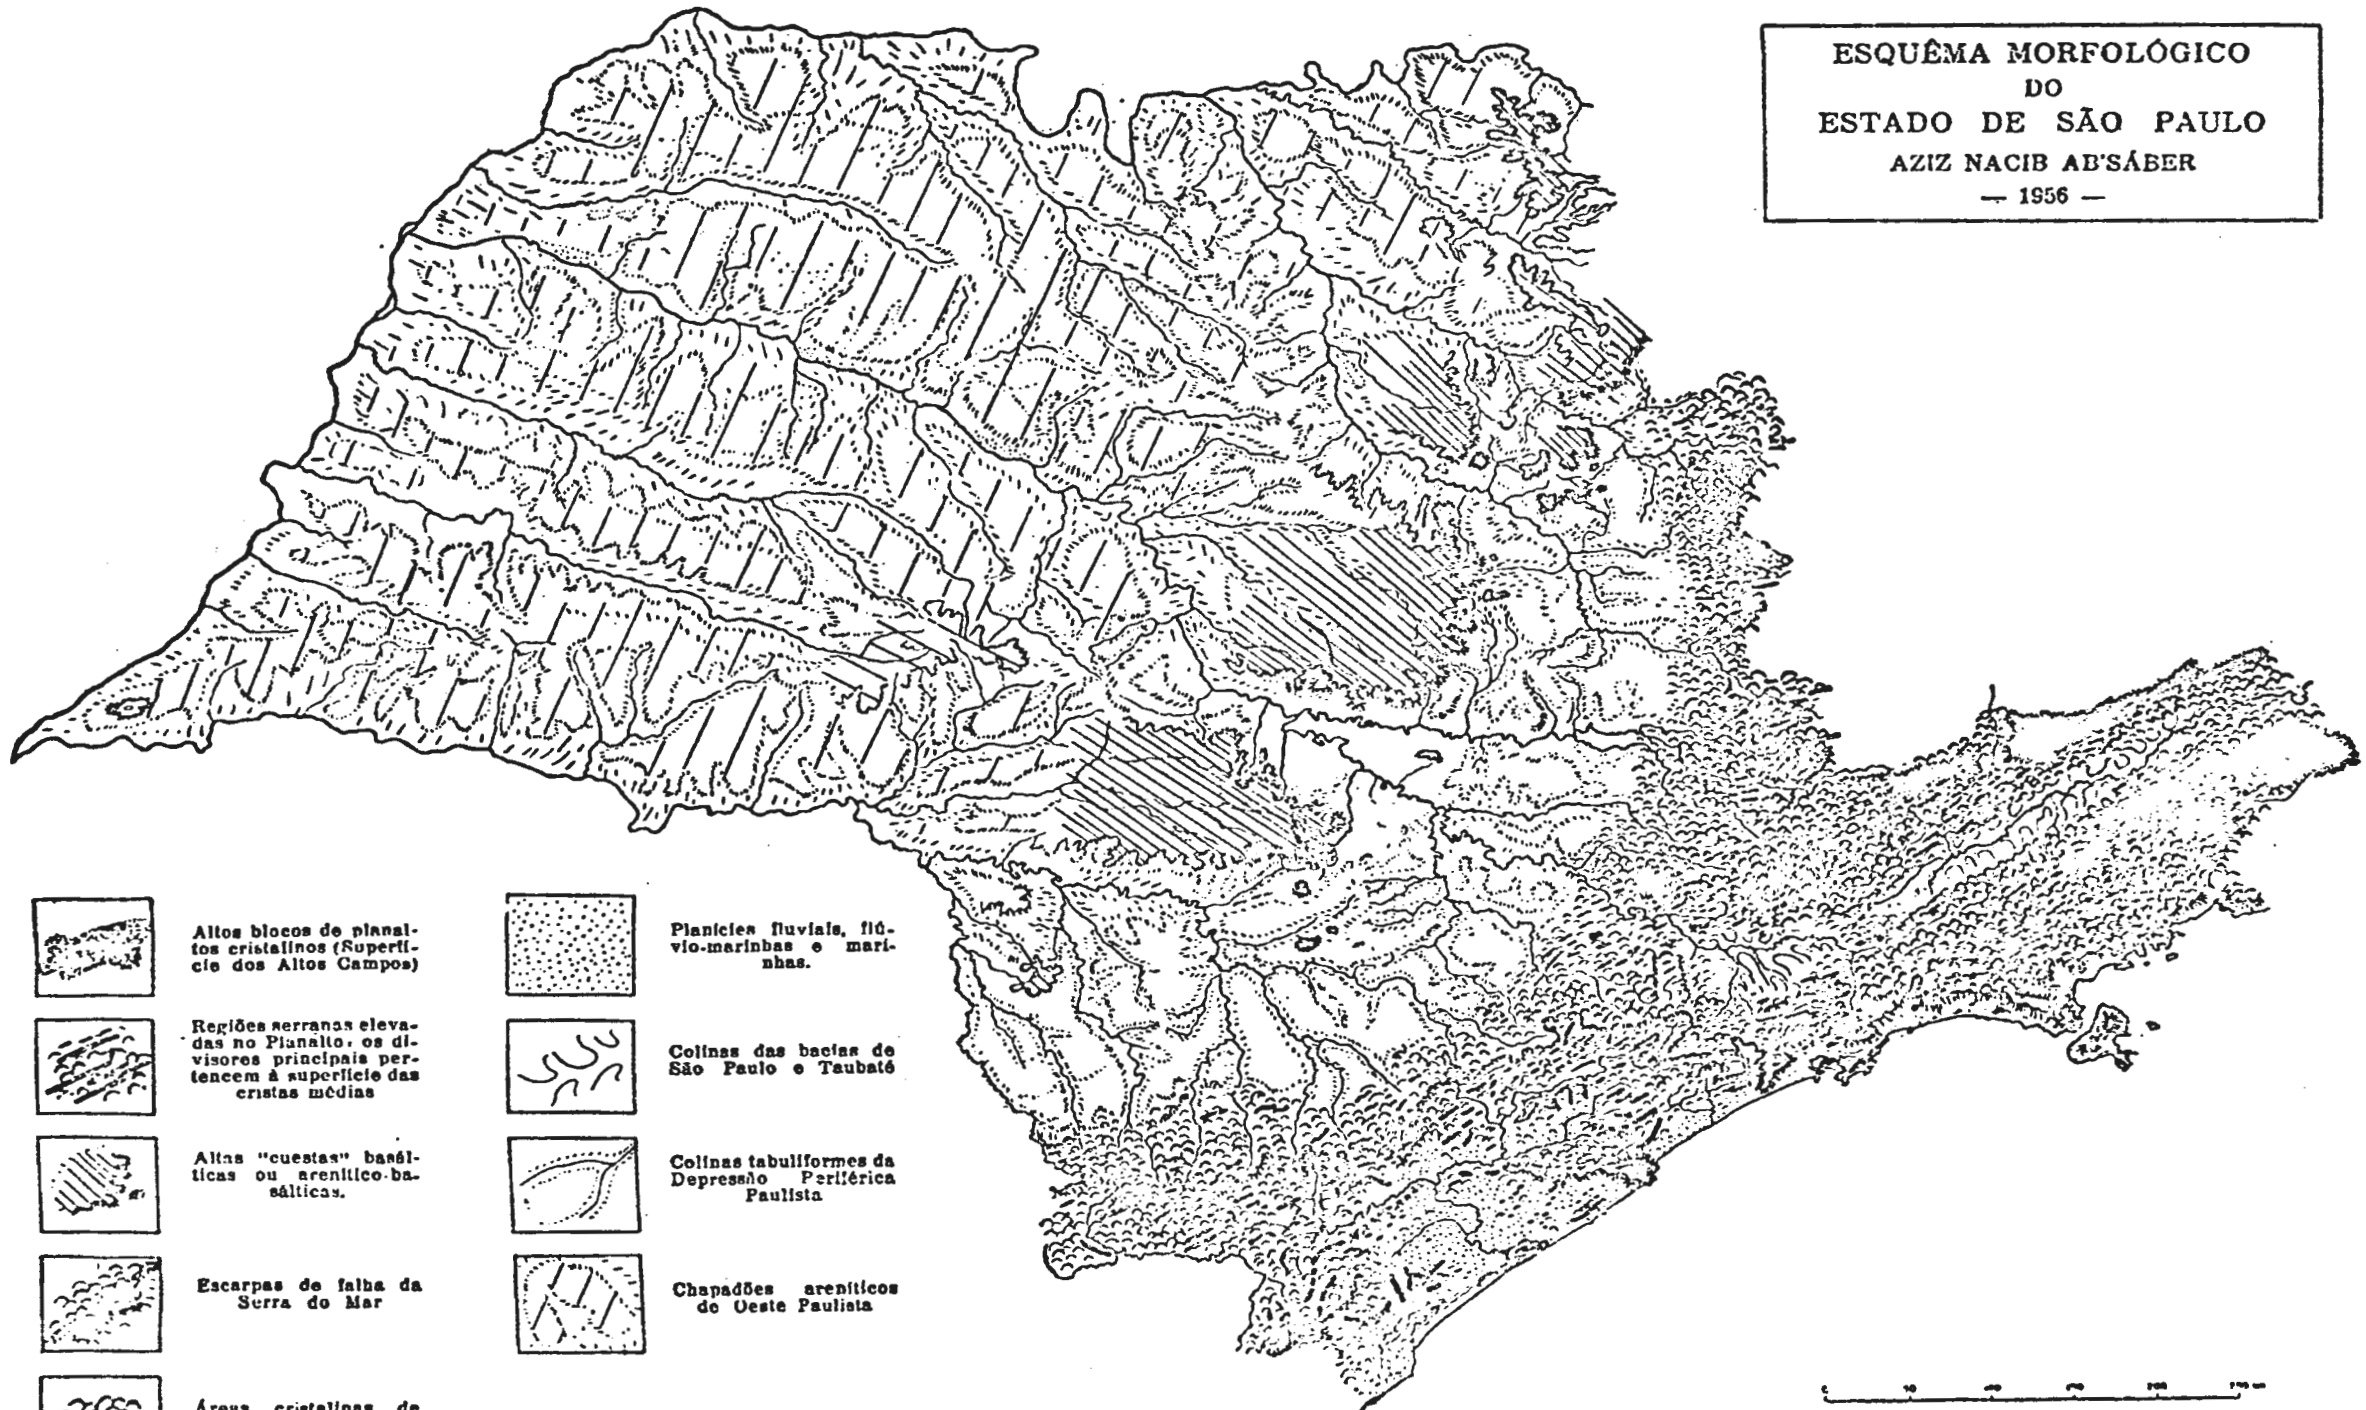 ESQUÊMA MORFOLÓGICO
DO
ESTADO DE SÃO PAULO
AZIZ NACIB AB'SÁBER
— 1956 —
Altos blocos de planal-
tos cristalinos (Superfí-
cie dos Altos Campos)
Regiões serranas eleva-
das no Planalto: os di-
visores principais per-
tencem à superfície das
cristas médias
Altas "cuestas" basál-
ticas ou arenítico-ba-
sálticas.
Escarpas de falha da
Serra do Mar
Áreas cristalinas de
Planícies fluviais, flú-
vio-marinhas e mari-
nhas.
Colinas das bacias de
São Paulo e Taubaté
Colinas tabuliformes da
Depressão Periférica
Paulista
Chapadões areníticos
do Oeste Paulista